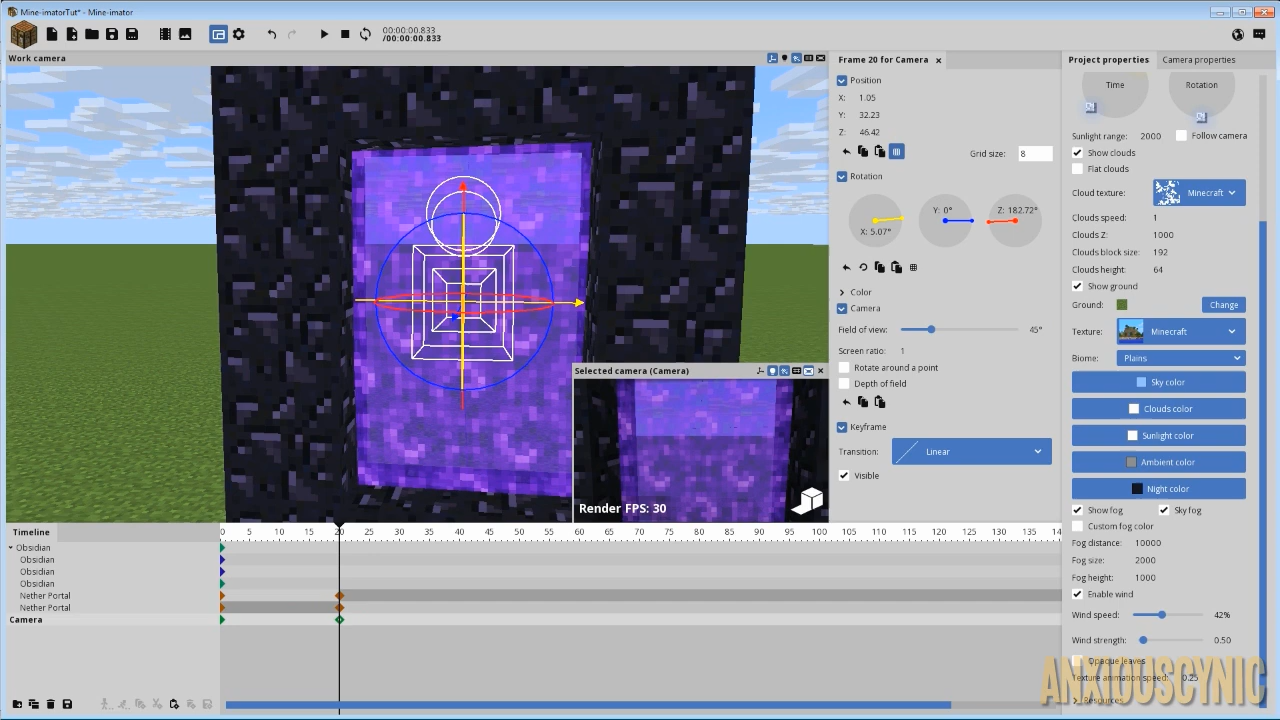 Mine-imatorTut* - Mine-imator
00:00:00.833
/00:00:00.833
Work camera
Selected camera (Camera)
Render FPS: 30
Frame 20 for Camera
Position
X: 1.05
Y: 32.23
Z: 46.42
Grid size: 8
Rotation
X: 5.07°
Y: 0°
Z: 182.72°
Color
Camera
Field of view: 45°
Screen ratio: 1
Rotate around a point
Depth of field
Keyframe
Transition: Linear
Visible
Project properties
Camera properties
Time
Rotation
Sunlight range: 2000
Follow camera
Show clouds
Flat clouds
Cloud texture: Minecraft
Clouds speed: 1
Clouds Z: 1000
Clouds block size: 192
Clouds height: 64
Show ground
Ground: Change
Texture: Minecraft
Biome: Plains
Sky color
Clouds color
Sunlight color
Ambient color
Night color
Show fog
Sky fog
Custom fog color
Fog distance: 10000
Fog size: 2000
Fog height: 1000
Enable wind
Wind speed: 42%
Wind strength: 0.50
Opaque leaves
Texture animation speed: 0.25
Resources
Timeline
0 5 10 15 20 25 30 35 40 45 50 55 60 65 70 75 80 85 90 95 100 105 110 115 120 125 130 135 14
Obsidian
Obsidian
Obsidian
Obsidian
Nether Portal
Nether Portal
Camera
ANXIOUSCYNIC